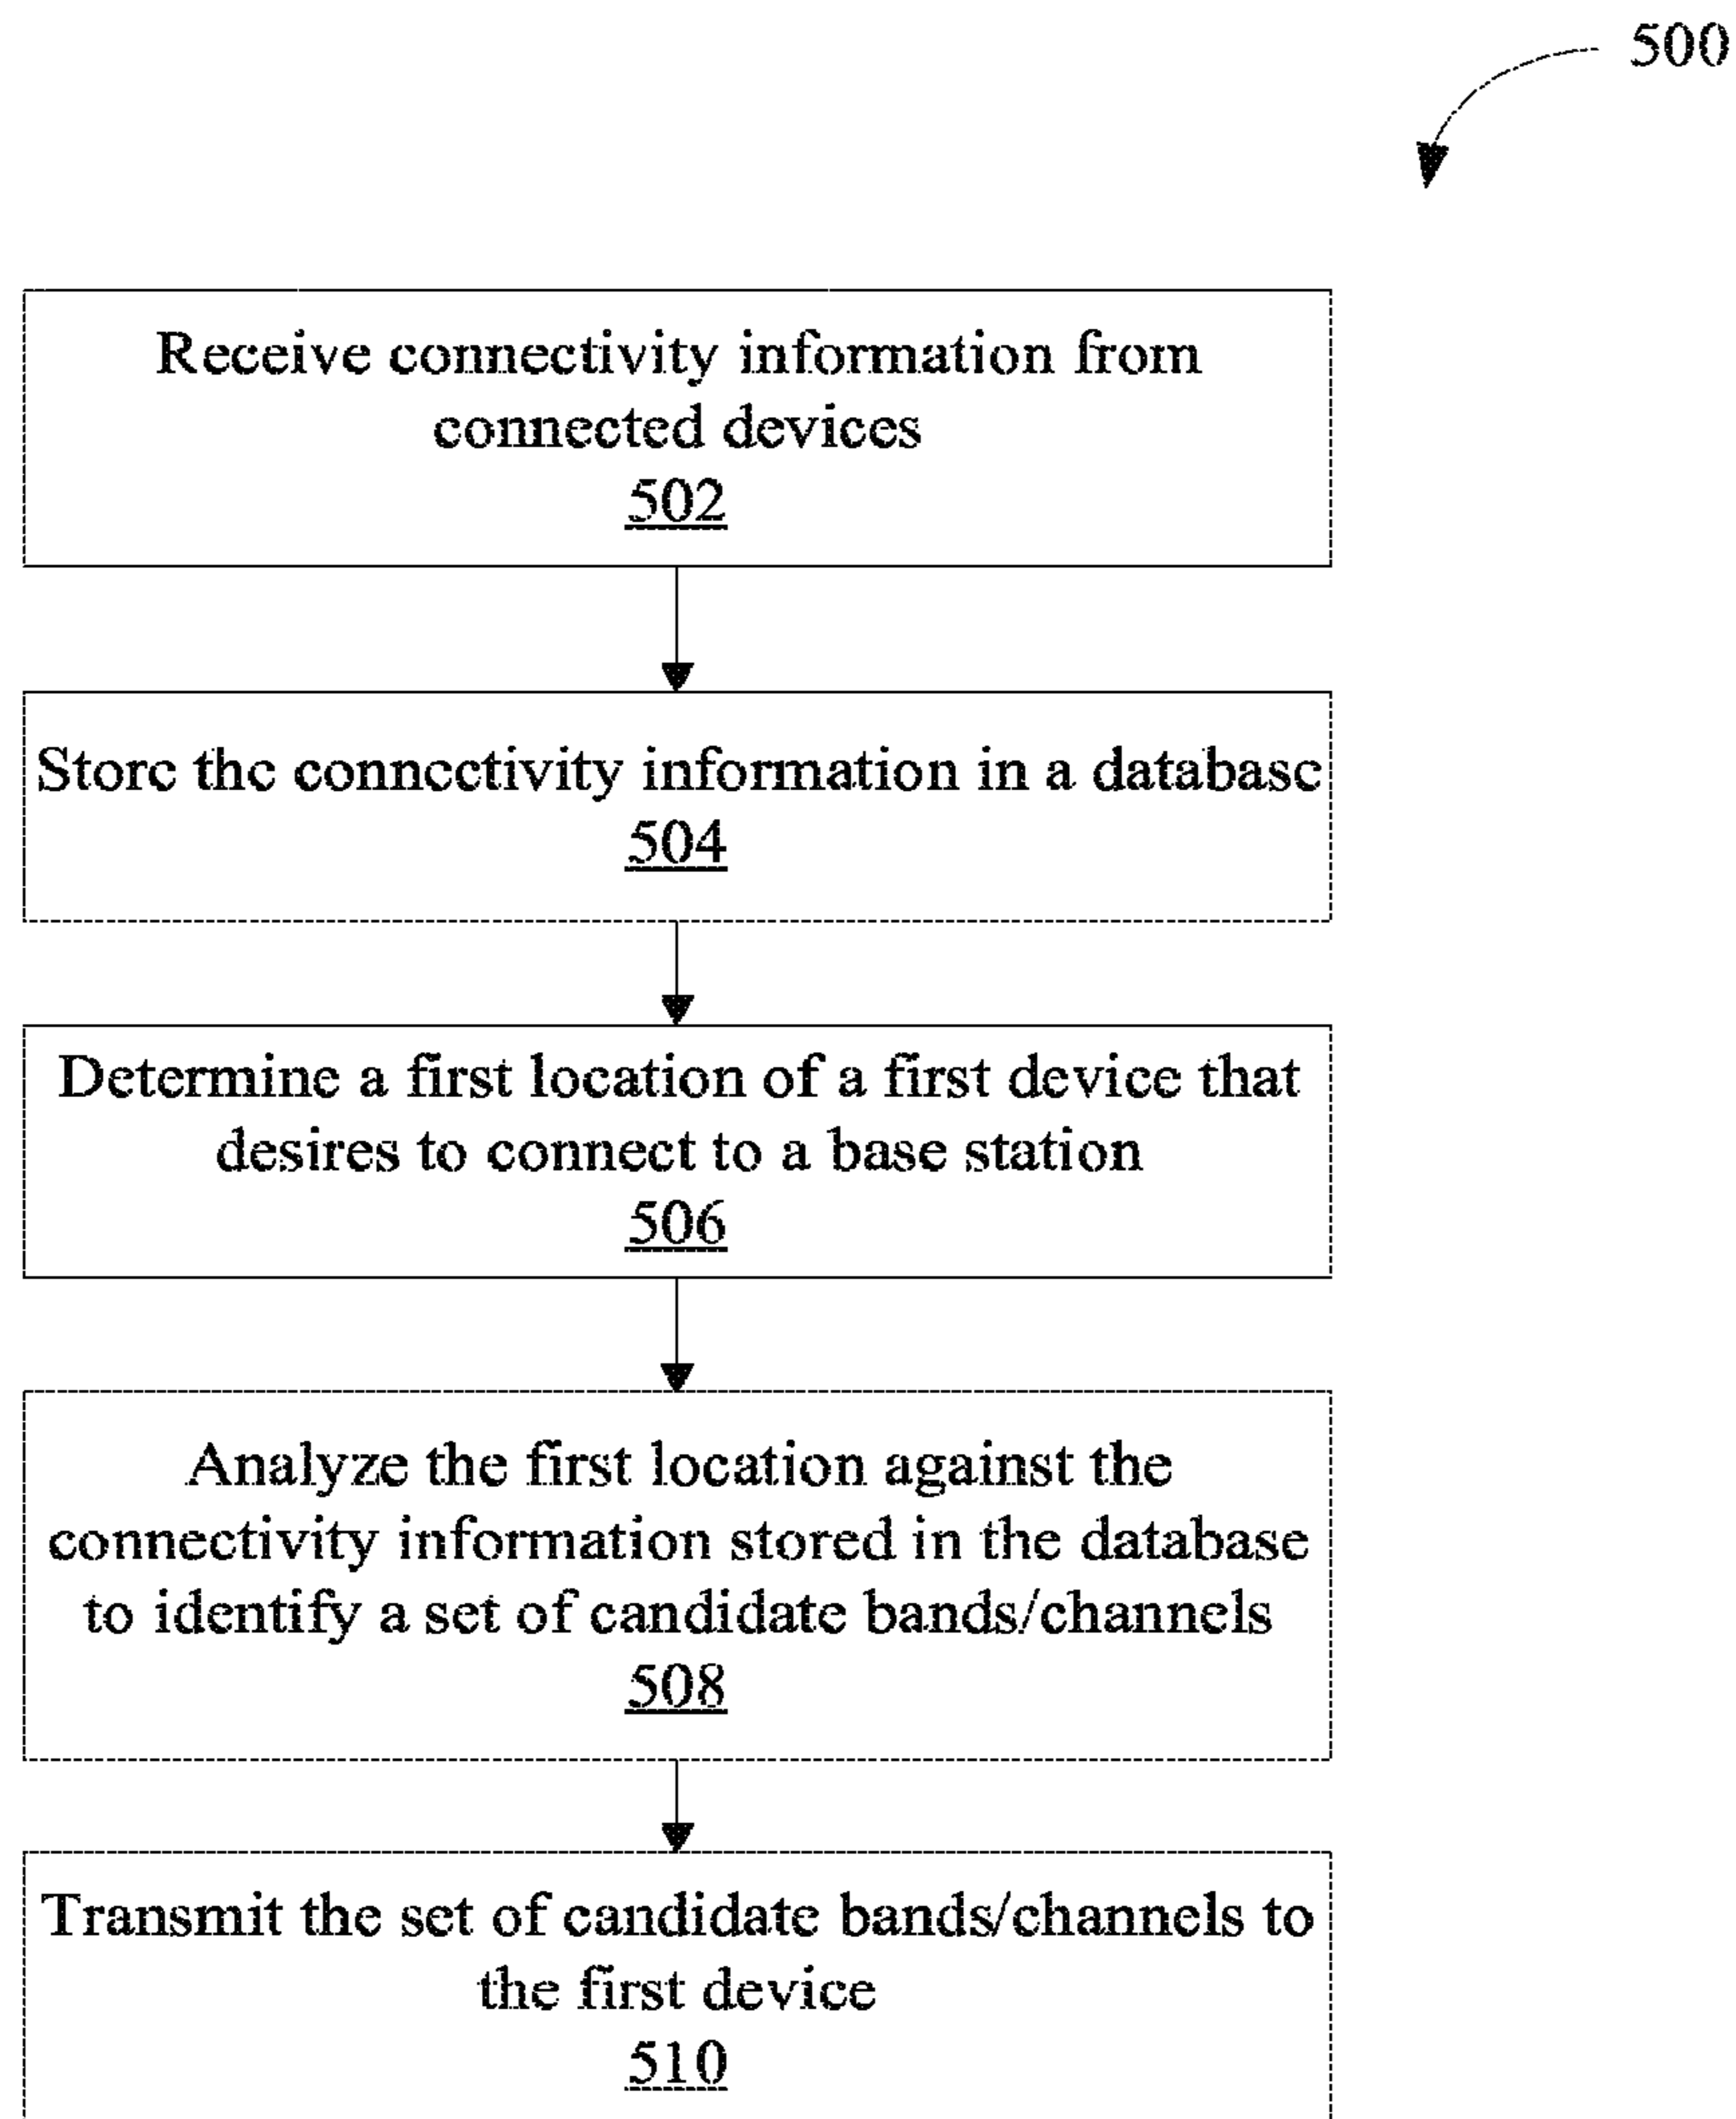 500
Receive connectivity information from
connected devices
502
Store the connectivity information in a database
504
Determine a first location of a first device that
desires to connect to a base station
506
Analyze the first location against the
connectivity information stored in the database
to identify a set of candidate bands/channels
508
Transmit the set of candidate bands/channels to
the first device
510